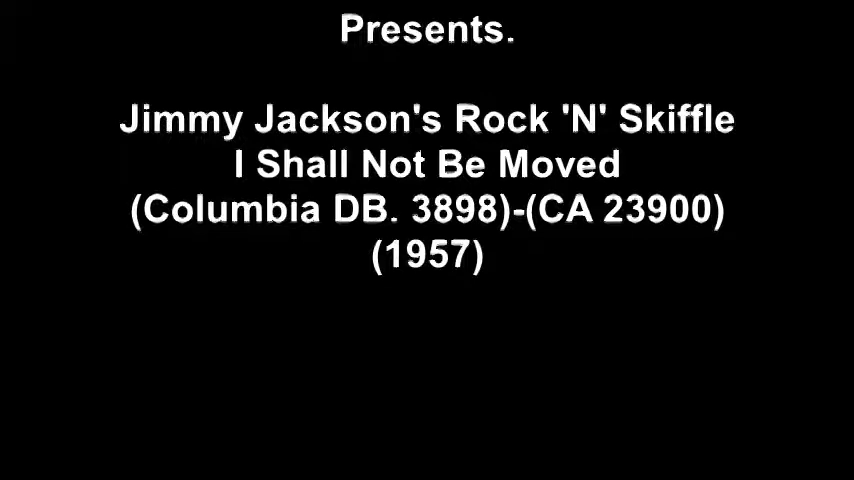 Presents.
Jimmy Jackson's Rock 'N' Skiffle
I Shall Not Be Moved
(Columbia DB. 3898)-(CA 23900)
(1957)